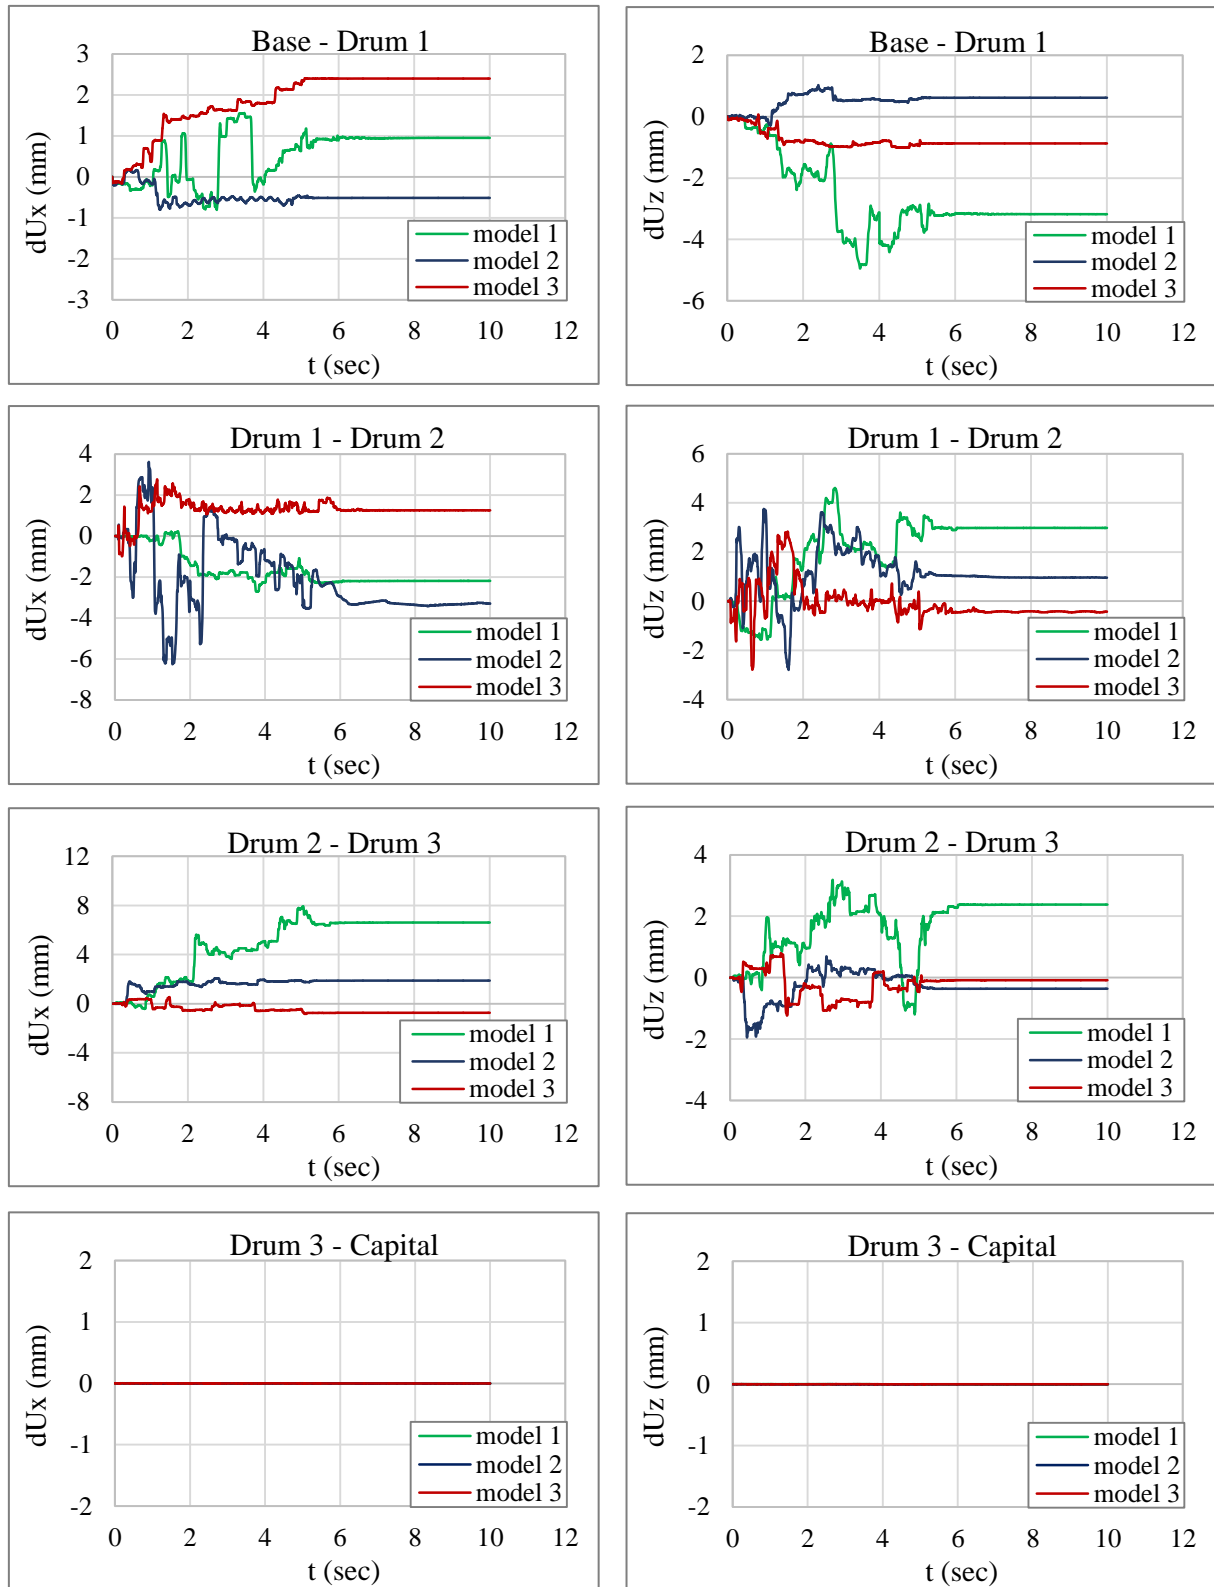 Base - Drum 1
3
2
1
0
-1
-2
-3
dUx (mm)
model 1
model 2
model 3
0 2 4 6 8 10 12
t (sec)
Base - Drum 1
2
0
-2
-4
-6
dUz (mm)
model 1
model 2
model 3
0 2 4 6 8 10 12
t (sec)
Drum 1 - Drum 2
4
2
0
-2
-4
-6
-8
dUx (mm)
model 1
model 2
model 3
0 2 4 6 8 10 12
t (sec)
Drum 1 - Drum 2
6
4
2
0
-2
-4
dUz (mm)
model 1
model 2
model 3
0 2 4 6 8 10 12
t (sec)
Drum 2 - Drum 3
12
8
4
0
-4
-8
dUx (mm)
model 1
model 2
model 3
0 2 4 6 8 10 12
t (sec)
Drum 2 - Drum 3
4
2
0
-2
-4
dUz (mm)
model 1
model 2
model 3
0 2 4 6 8 10 12
t (sec)
Drum 3 - Capital
2
1
0
-1
-2
dUx (mm)
model 1
model 2
model 3
0 2 4 6 8 10 12
t (sec)
Drum 3 - Capital
2
1
0
-1
-2
dUz (mm)
model 1
model 2
model 3
0 2 4 6 8 10 12
t (sec)